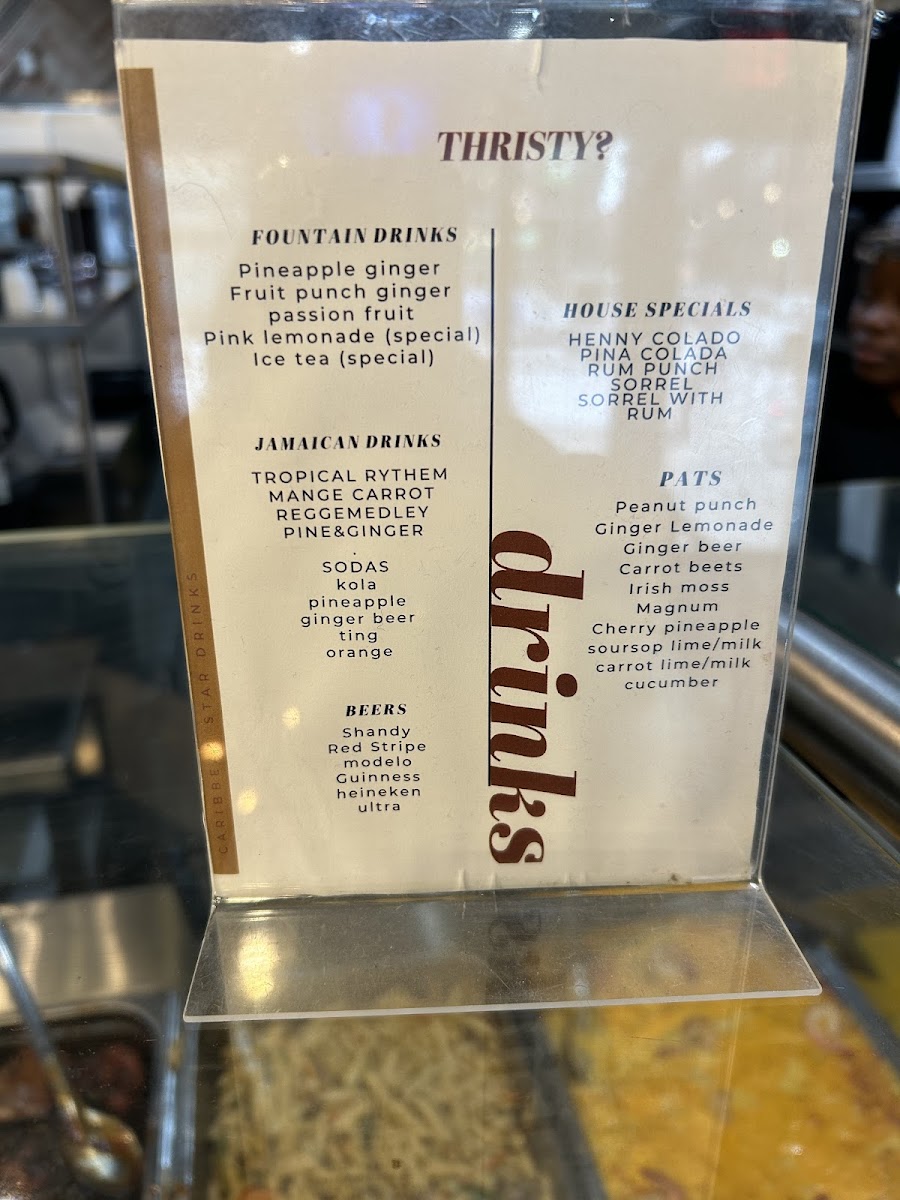 THRISTY?
FOUNTAIN DRINKS
Pineapple ginger
Fruit punch ginger
passion fruit
Pink lemonade (special)
Ice tea (special)
JAMAICAN DRINKS
TROPICAL RYTHEM
MANGE CARROT
REGGEMEDLEY
PINE&GINGER
.
SODAS
kola
pineapple
ginger beer
ting
orange
BEERS
Shandy
Red Stripe
modelo
Guinness
heineken
ultra
HOUSE SPECIALS
HENNY COLADO
PINA COLADA
RUM PUNCH
SORREL
SORREL WITH
RUM
PATS
Peanut punch
Ginger Lemonade
Ginger beer
Carrot beets
Irish moss
Magnum
Cherry pineapple
soursop lime/milk
carrot lime/milk
cucumber
drinks
STAR DRINKS